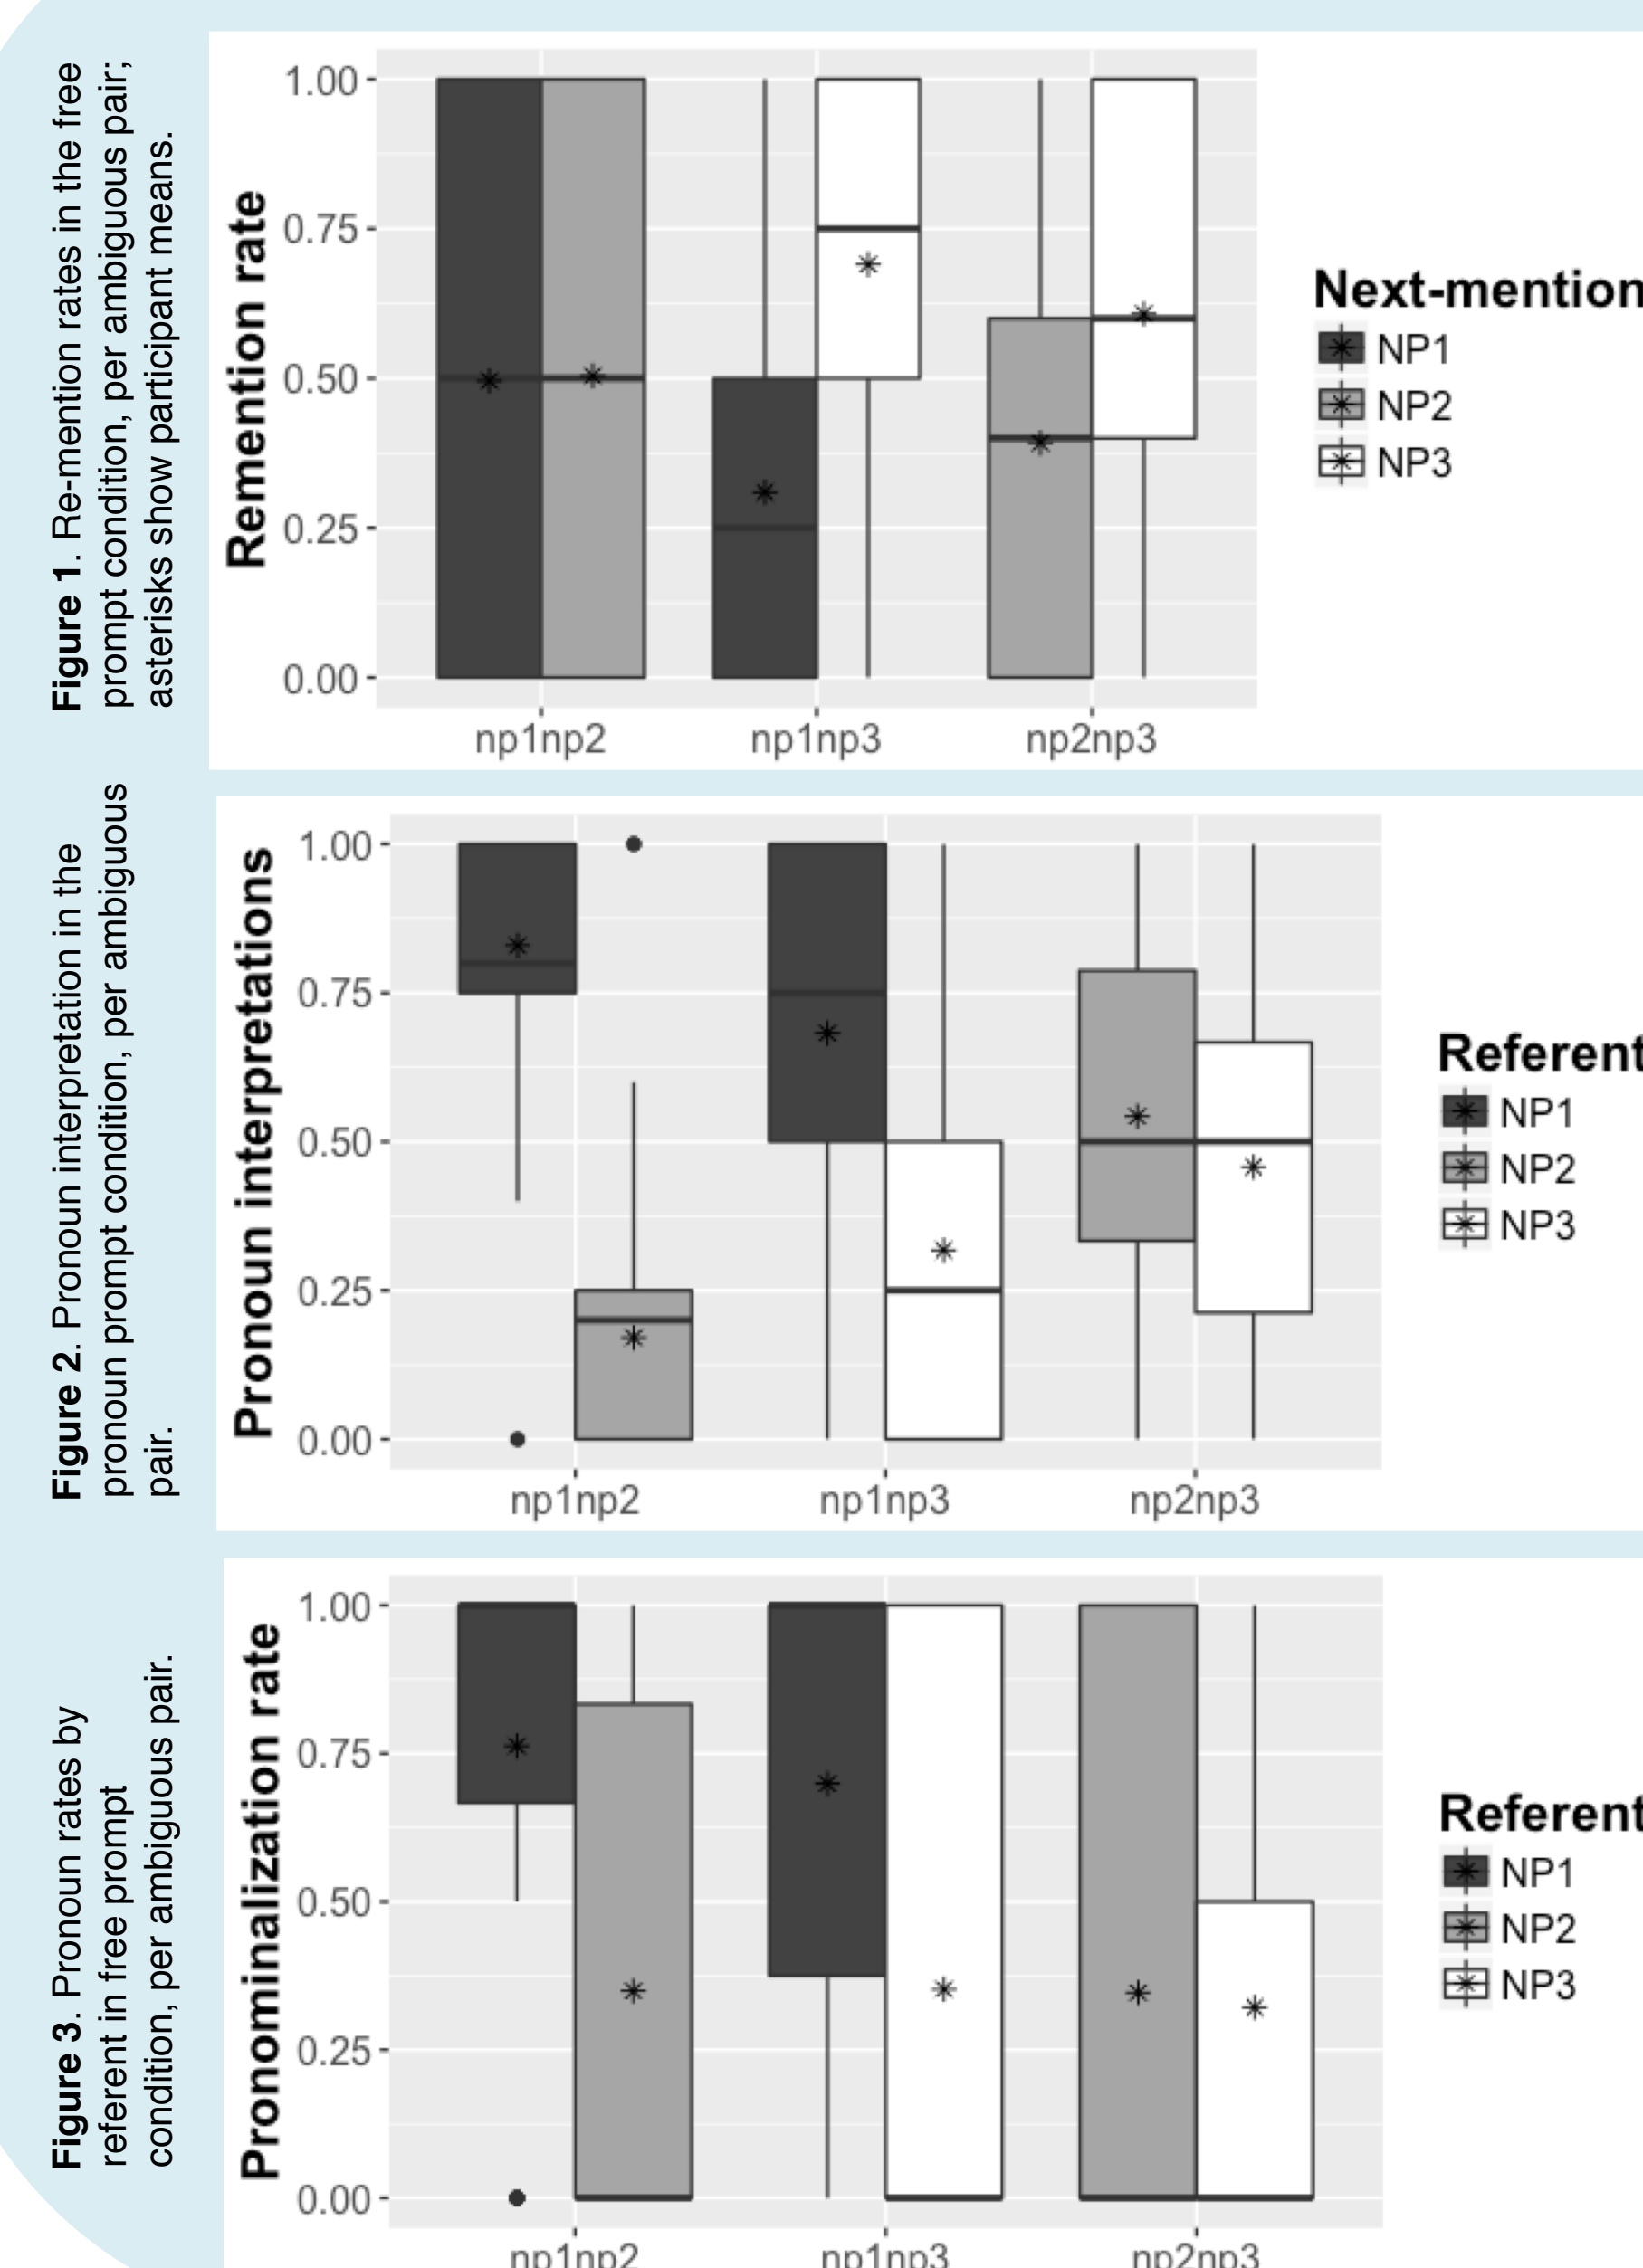 Figure 1. Re-mention rates in the free
prompt condition, per ambiguous pair;
asterisks show participant means.
Remention rate
1.00
0.75
0.50
0.25
0.00
np1np2
np1np3
np2np3
Next-mention
NP1
NP2
NP3
Figure 2. Pronoun interpretation in the
pronoun prompt condition, per ambiguous
pair.
Pronoun interpretations
1.00
0.75
0.50
0.25
0.00
np1np2
np1np3
np2np3
Referent
NP1
NP2
NP3
Figure 3. Pronoun rates by
referent in free prompt
condition, per ambiguous pair.
Pronominalization rate
1.00
0.75
0.50
0.25
0.00
np1np2
np1np3
np2np3
Referent
NP1
NP2
NP3